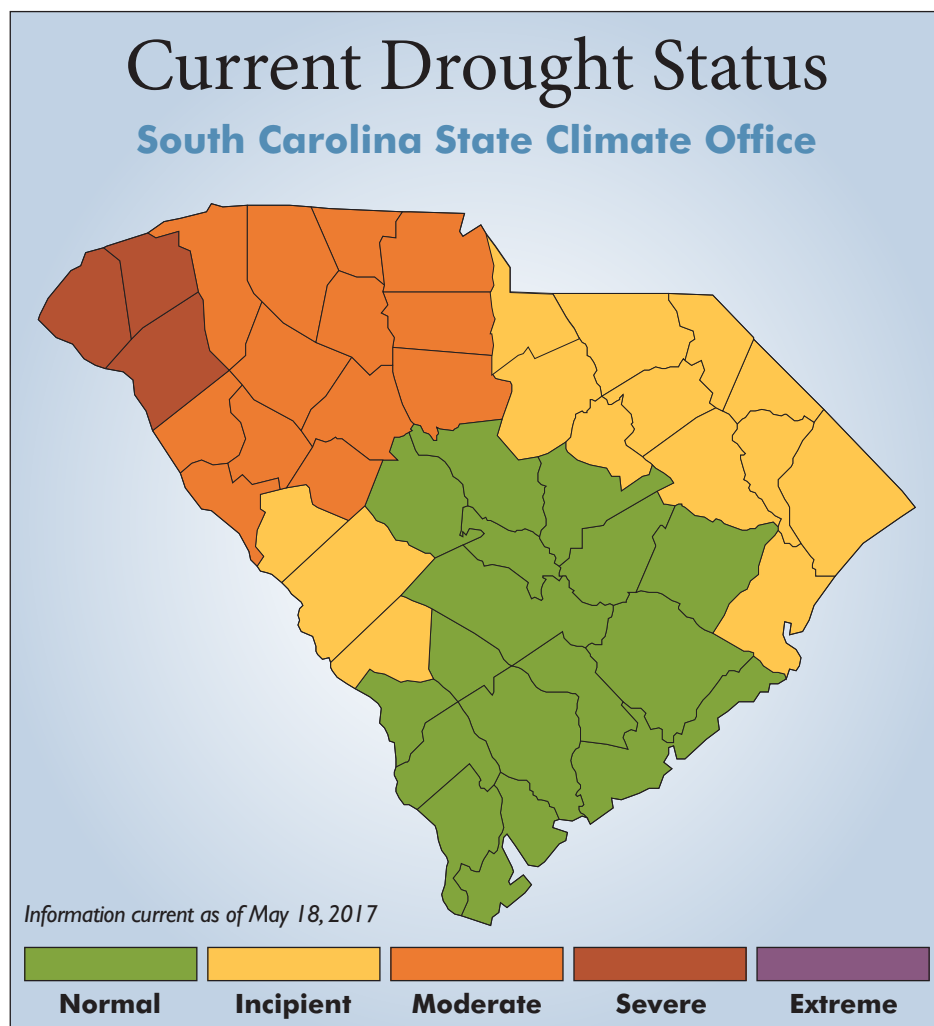 Current Drought Status
South Carolina State Climate Office
Information current as of May 18, 2017
Normal Incipient Moderate Severe Extreme